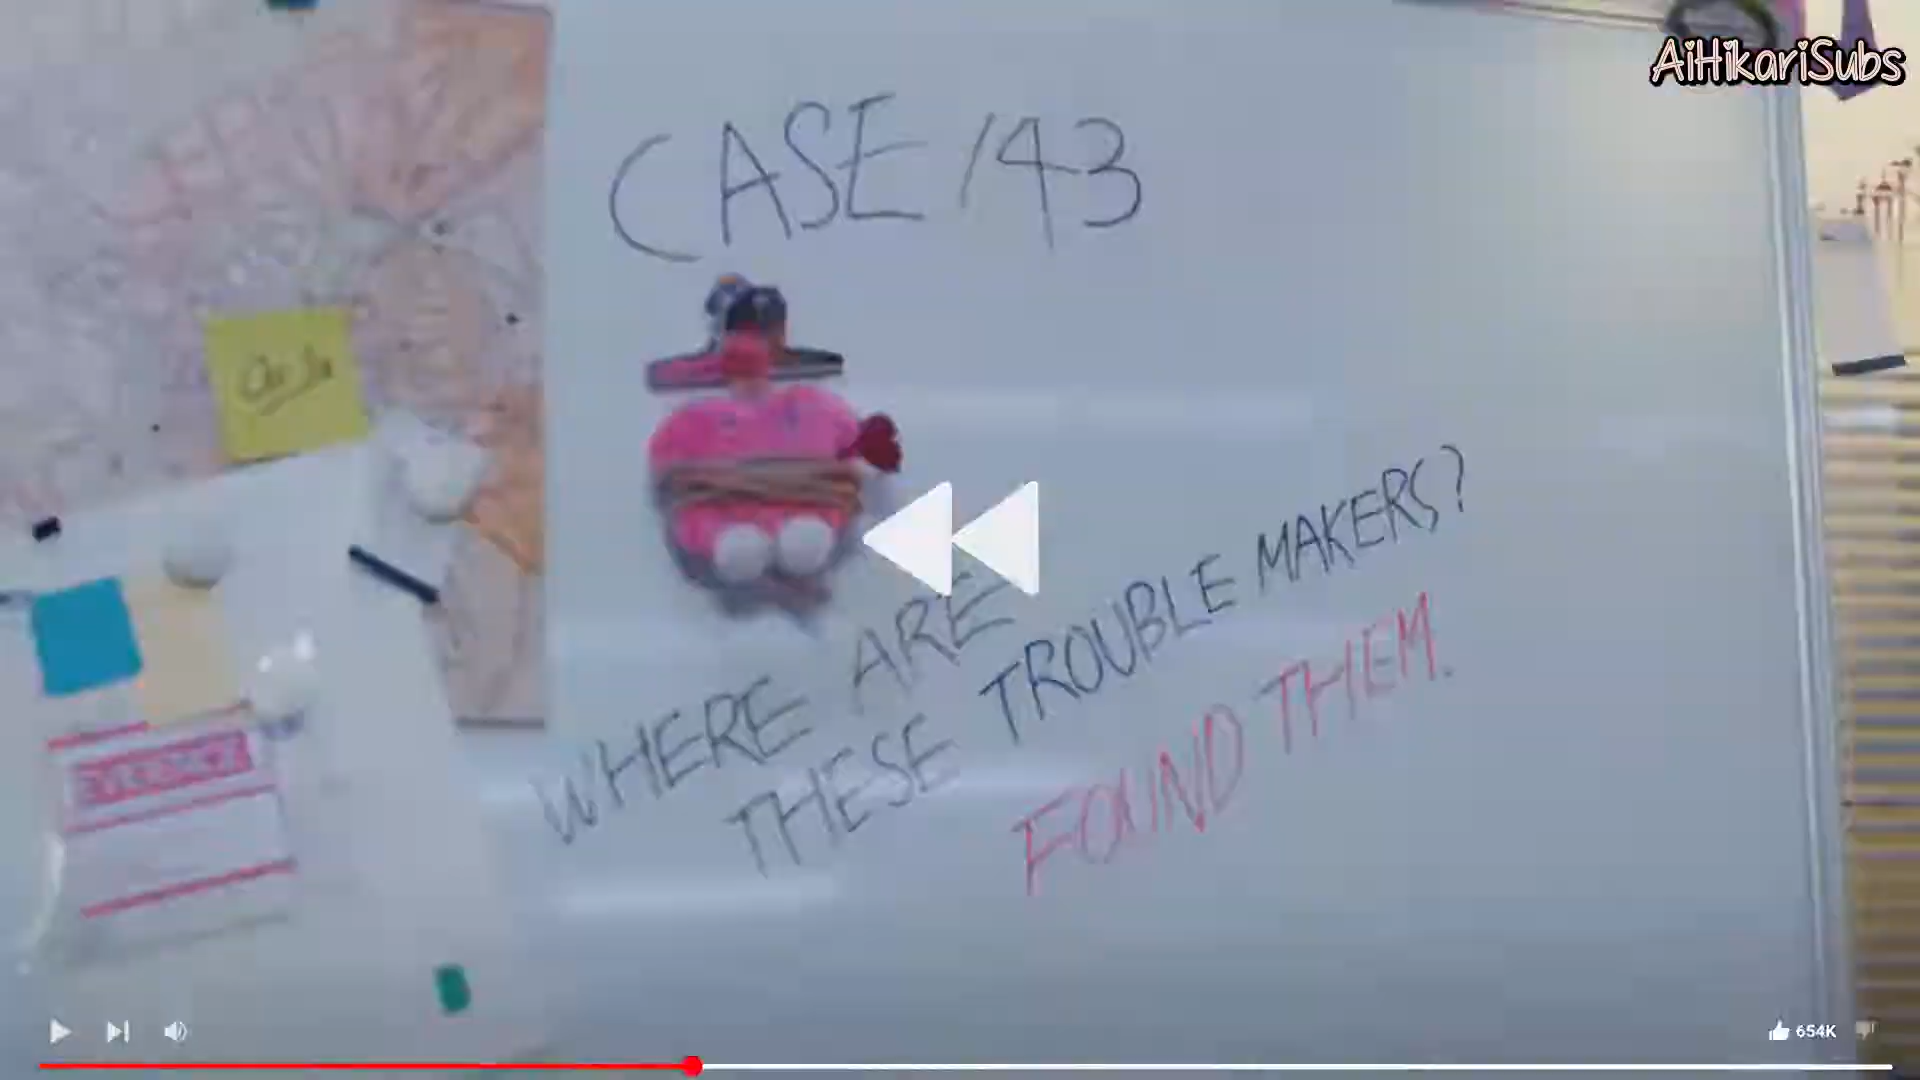 AiHikariSubs
CASE 143
WHERE ARE
THESE TROUBLE MAKERS?
FOUND THEM.
654K